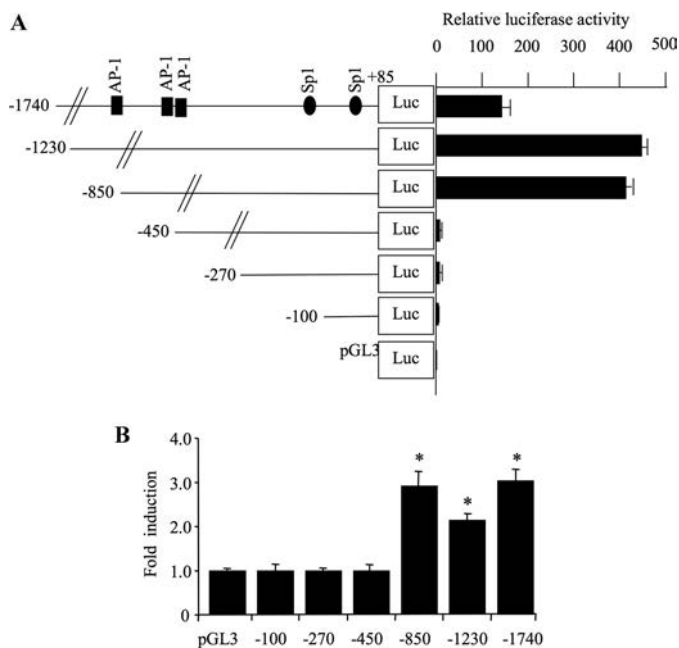 A
Relative luciferase activity
0 100 200 300 400 500
AP-1 AP-1 AP-1 Sp1 Sp1 +85
-1740 Luc
-1230 Luc
-850 Luc
-450 Luc
-270 Luc
-100 Luc
pGL3 Luc
B
Fold induction
4.0
3.0
2.0
1.0
0
* * *
pGL3 -100 -270 -450 -850 -1230 -1740